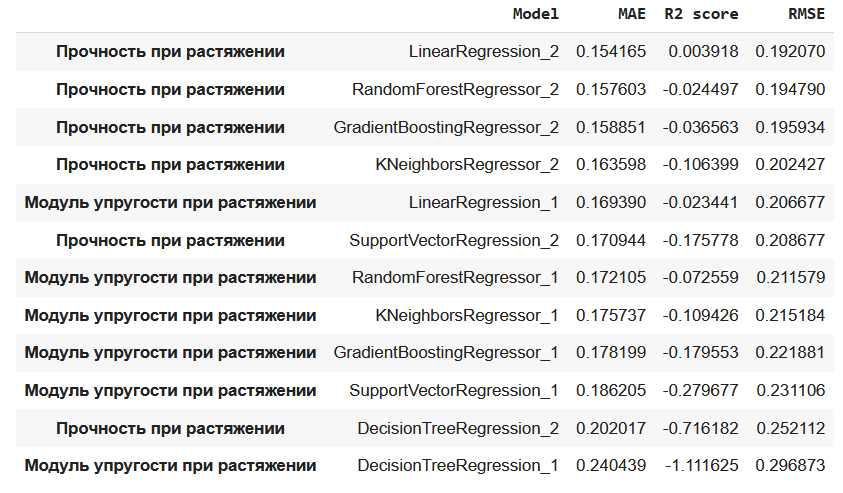 Model MAE R2 score RMSE
Прочность при растяжении LinearRegression_2 0.154165 0.003918 0.192070
Прочность при растяжении RandomForestRegressor_2 0.157603 -0.024497 0.194790
Прочность при растяжении GradientBoostingRegressor_2 0.158851 -0.036563 0.195934
Прочность при растяжении KNeighborsRegressor_2 0.163598 -0.106399 0.202427
Модуль упругости при растяжении LinearRegression_1 0.169390 -0.023441 0.206677
Прочность при растяжении SupportVectorRegression_2 0.170944 -0.175778 0.208677
Модуль упругости при растяжении RandomForestRegressor_1 0.172105 -0.072559 0.211579
Модуль упругости при растяжении KNeighborsRegressor_1 0.175737 -0.109426 0.215184
Модуль упругости при растяжении GradientBoostingRegressor_1 0.178199 -0.179553 0.221881
Модуль упругости при растяжении SupportVectorRegression_1 0.186205 -0.279677 0.231106
Прочность при растяжении DecisionTreeRegression_2 0.202017 -0.716182 0.252112
Модуль упругости при растяжении DecisionTreeRegression_1 0.240439 -1.111625 0.296873